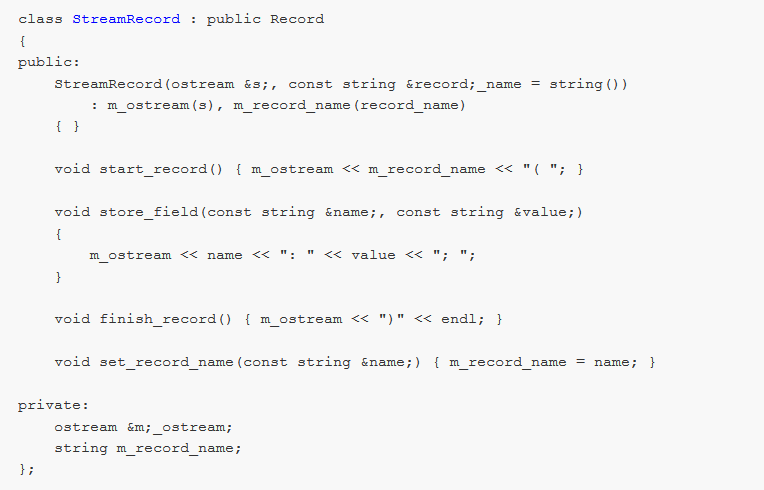 class StreamRecord : public Record
{
public:
    StreamRecord(ostream &s;, const string &record;_name = string())
        : m_ostream(s), m_record_name(record_name)
    { }

    void start_record() { m_ostream << m_record_name << "( "; }

    void store_field(const string &name;, const string &value;)
    {
        m_ostream << name << ": " << value << "; ";
    }

    void finish_record() { m_ostream << ")" << endl; }

    void set_record_name(const string &name;) { m_record_name = name; }

private:
    ostream &m;_ostream;
    string m_record_name;
};